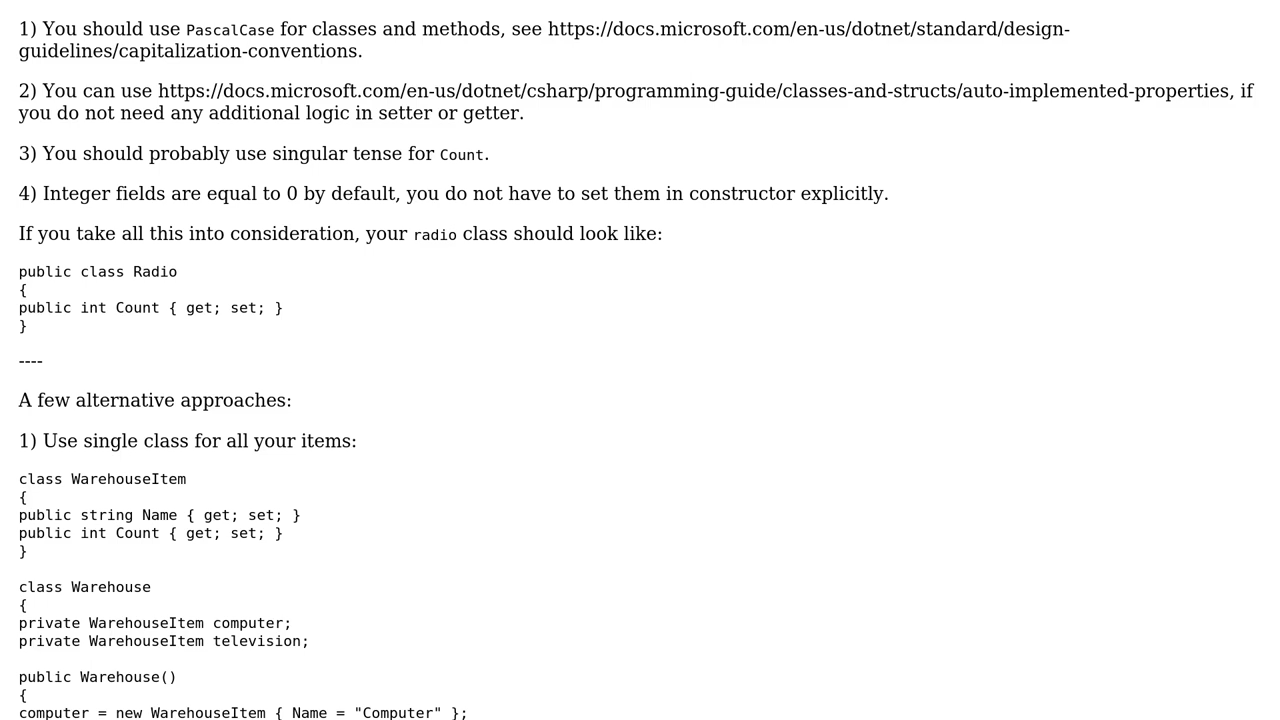 1) You should use PascalCase for classes and methods, see https://docs.microsoft.com/en-us/dotnet/standard/design-
guidelines/capitalization-conventions.
2) You can use https://docs.microsoft.com/en-us/dotnet/csharp/programming-guide/classes-and-structs/auto-implemented-properties, if
you do not need any additional logic in setter or getter.
3) You should probably use singular tense for Count.
4) Integer fields are equal to 0 by default, you do not have to set them in constructor explicitly.
If you take all this into consideration, your radio class should look like:
public class Radio
{
public int Count { get; set; }
}
----
A few alternative approaches:
1) Use single class for all your items:
class WarehouseItem
{
public string Name { get; set; }
public int Count { get; set; }
}
class Warehouse
{
private WarehouseItem computer;
private WarehouseItem television;
public Warehouse()
{
computer = new WarehouseItem { Name = "Computer" };